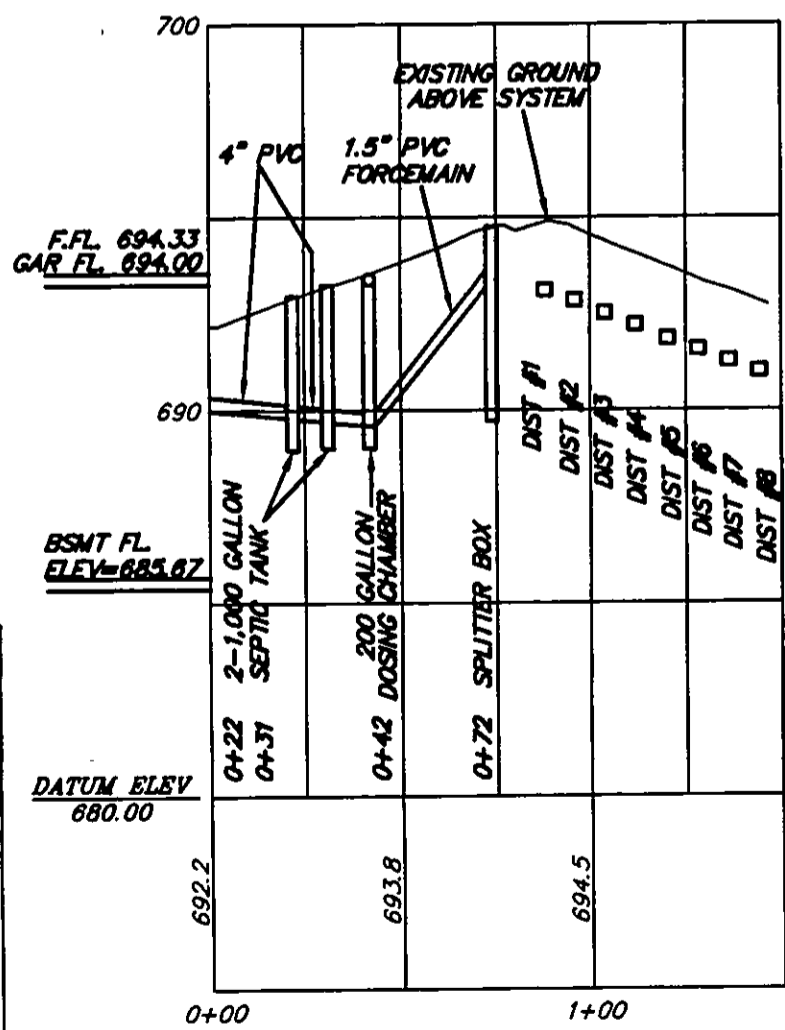 700
EXISTING GROUND
ABOVE SYSTEM
4" PVC
1.5" PVC
FORCEMAIN
F.FL. 694.33
GAR FL. 694.00
690
DIST #1
DIST #2
DIST #3
DIST #4
DIST #5
DIST #6
DIST #7
DIST #8
BSMT FL.
ELEV=685.67
0+22 2-1,000 GALLON
0+31 SEPTIC TANK
200 GALLON
0+42 DOSING CHAMBER
0+72 SPLITTER BOX
DATUM ELEV
680.00
692.2
693.8
694.5
0+00
1+00